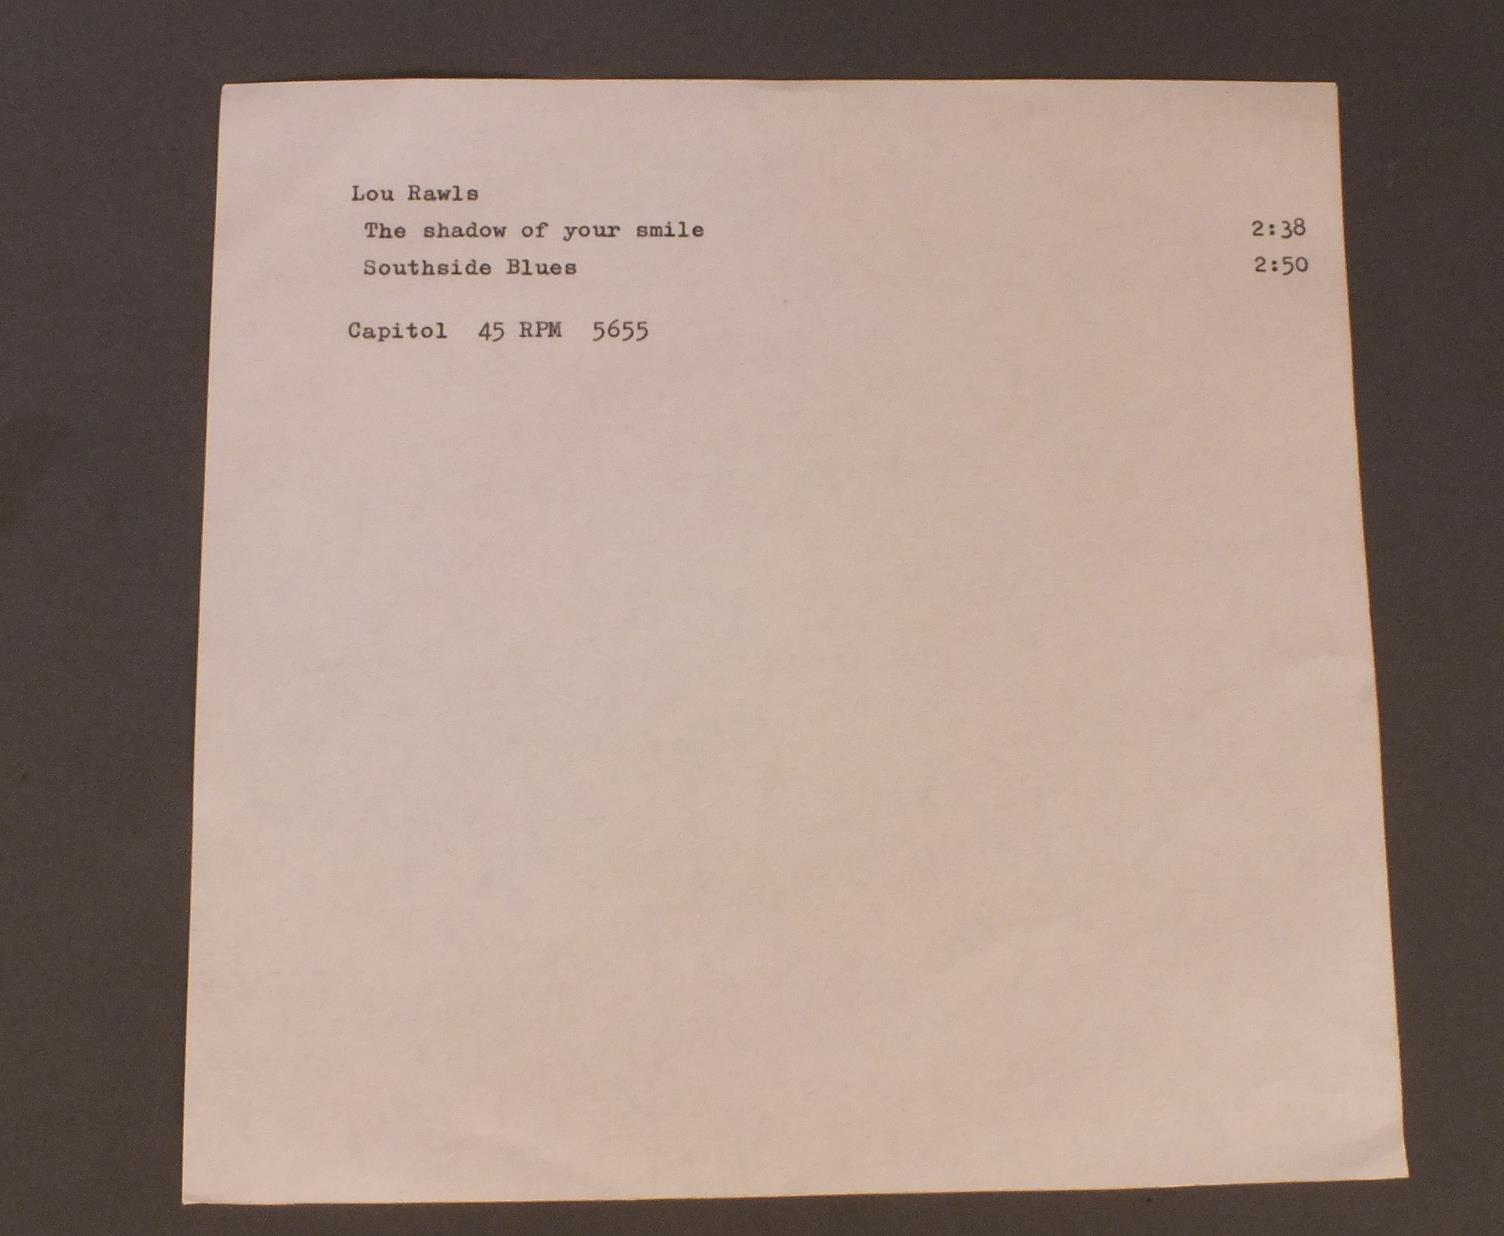 Lou Rawls
The shadow of your smile 2:38
Southside Blues 2:50
Capitol 45 RPM 5655